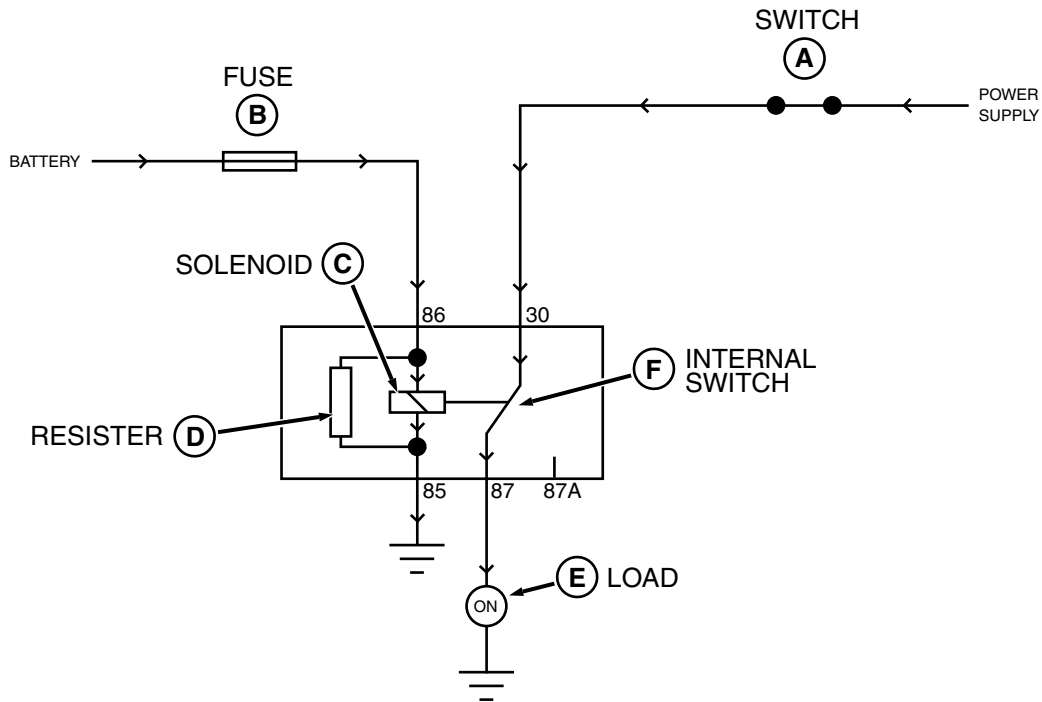 SWITCH
A
POWER
SUPPLY
FUSE
B
BATTERY
SOLENOID C
86
30
F INTERNAL
SWITCH
RESISTER D
85
87
87A
E LOAD
ON